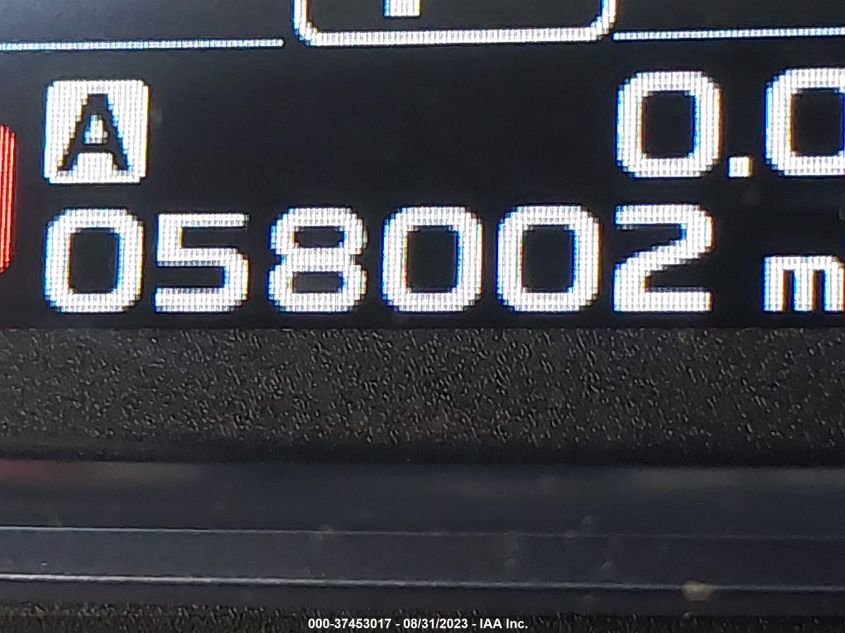 A 0.0
058002 m
000-37453017 - 08/31/2023 - IAA Inc.